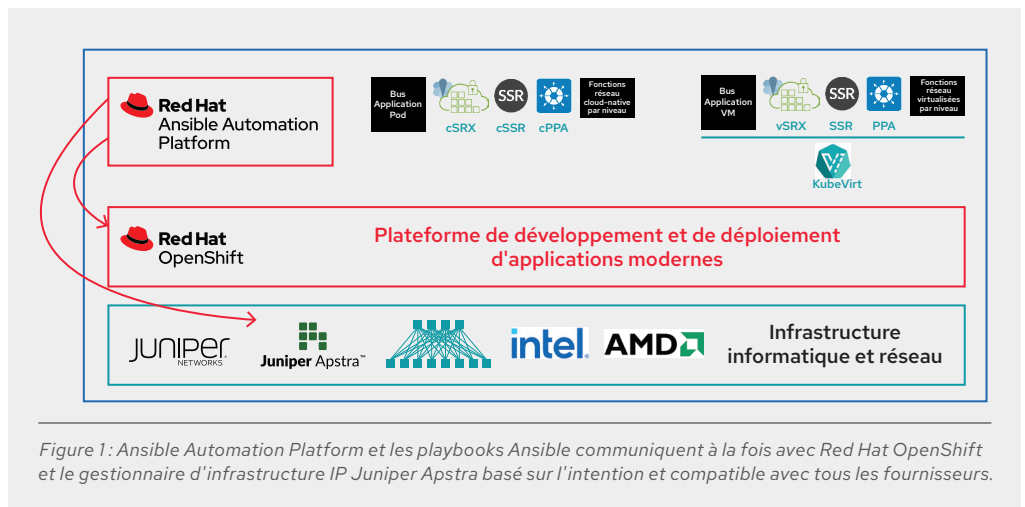 Red Hat
Ansible Automation
Platform
Bus
Application
Pod
cSRX
SSR
cSSR
cPPA
Fonctions
réseau
cloud-native
par niveau
Bus
Application
VM
vSRX
SSR
SSR
PPA
Fonctions
réseau
virtualisées
par niveau
KubeVirt
Red Hat
OpenShift
Plateforme de développement et de déploiement
d'applications modernes
JUNIPER
NETWORKS
Juniper Apstra™
intel
AMD
Infrastructure
informatique et réseau
Figure 1 : Ansible Automation Platform et les playbooks Ansible communiquent à la fois avec Red Hat OpenShift
et le gestionnaire d'infrastructure IP Juniper Apstra basé sur l'intention et compatible avec tous les fournisseurs.